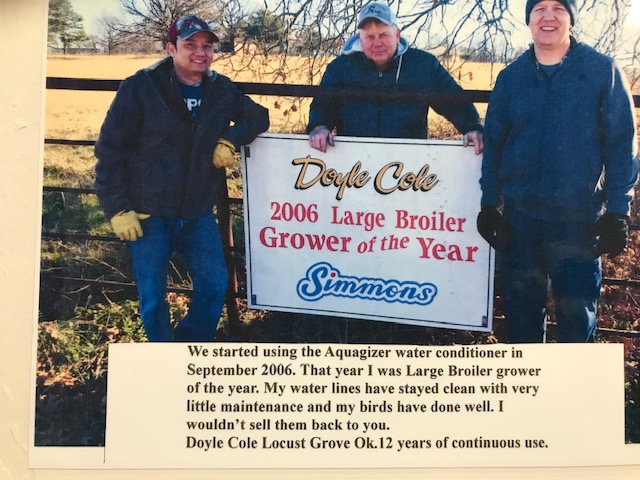 Doyle Cole
2006 Large Broiler
Grower of the Year
Simmons
We started using the Aquagizer water conditioner in
September 2006. That year I was Large Broiler grower
of the year. My water lines have stayed clean with very
little maintenance and my birds have done well. I
wouldn't sell them back to you.
Doyle Cole Locust Grove Ok.12 years of continuous use.